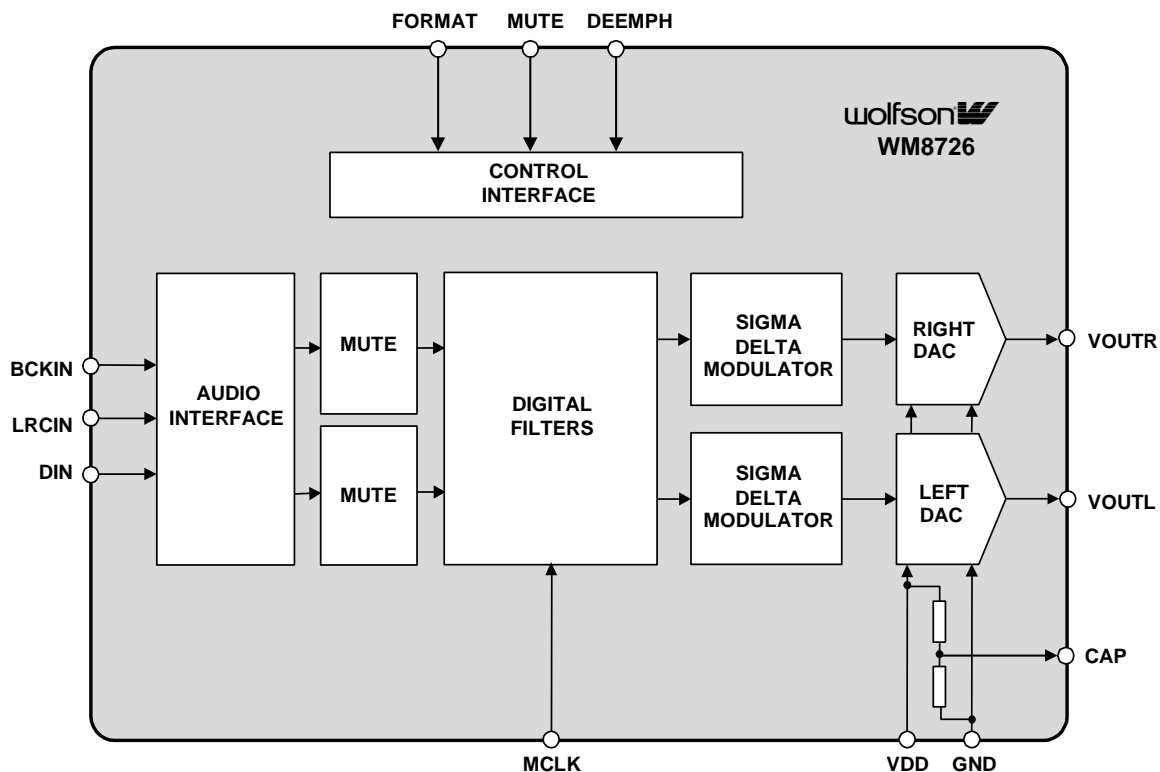 FORMAT MUTE DEEMPH
wolfson
WM8726
CONTROL
INTERFACE
AUDIO
INTERFACE
MUTE
MUTE
DIGITAL
FILTERS
SIGMA
DELTA
MODULATOR
SIGMA
DELTA
MODULATOR
RIGHT
DAC
LEFT
DAC
BCKIN
LRCIN
DIN
VOUTR
VOUTL
CAP
MCLK
VDD
GND